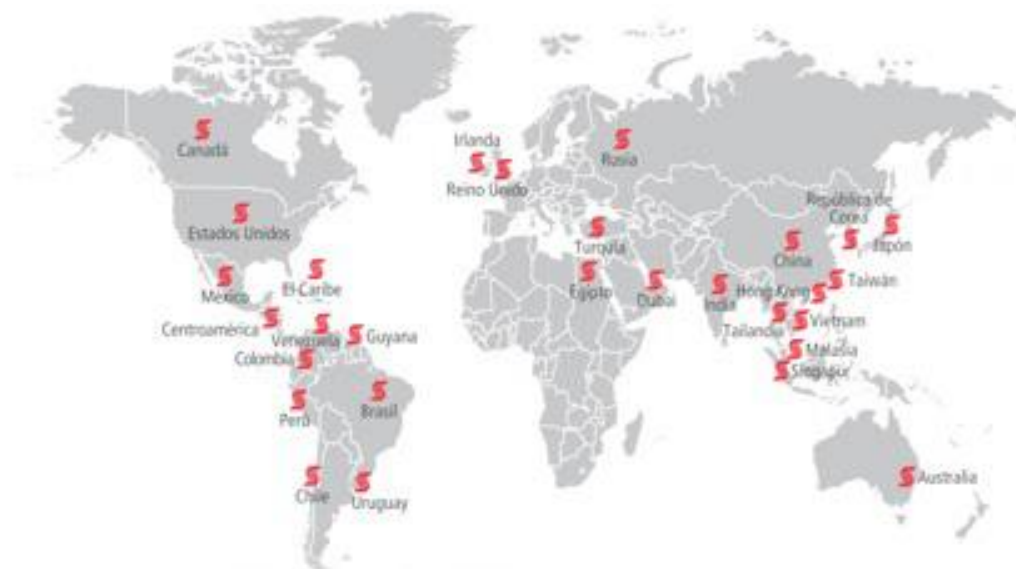 Canadá
Irlanda
Rusia
Reino Unido
República de
Corea
Estados Unidos
Turquía
China
Japón
México
El Caribe
Egipto
Dubai
India
Hong Kong
Taiwán
Centroamérica
Venezuela
Guyana
Tailandia
Vietnam
Colombia
Malasia
Singapur
Perú
Brasil
Chile
Uruguay
Australia